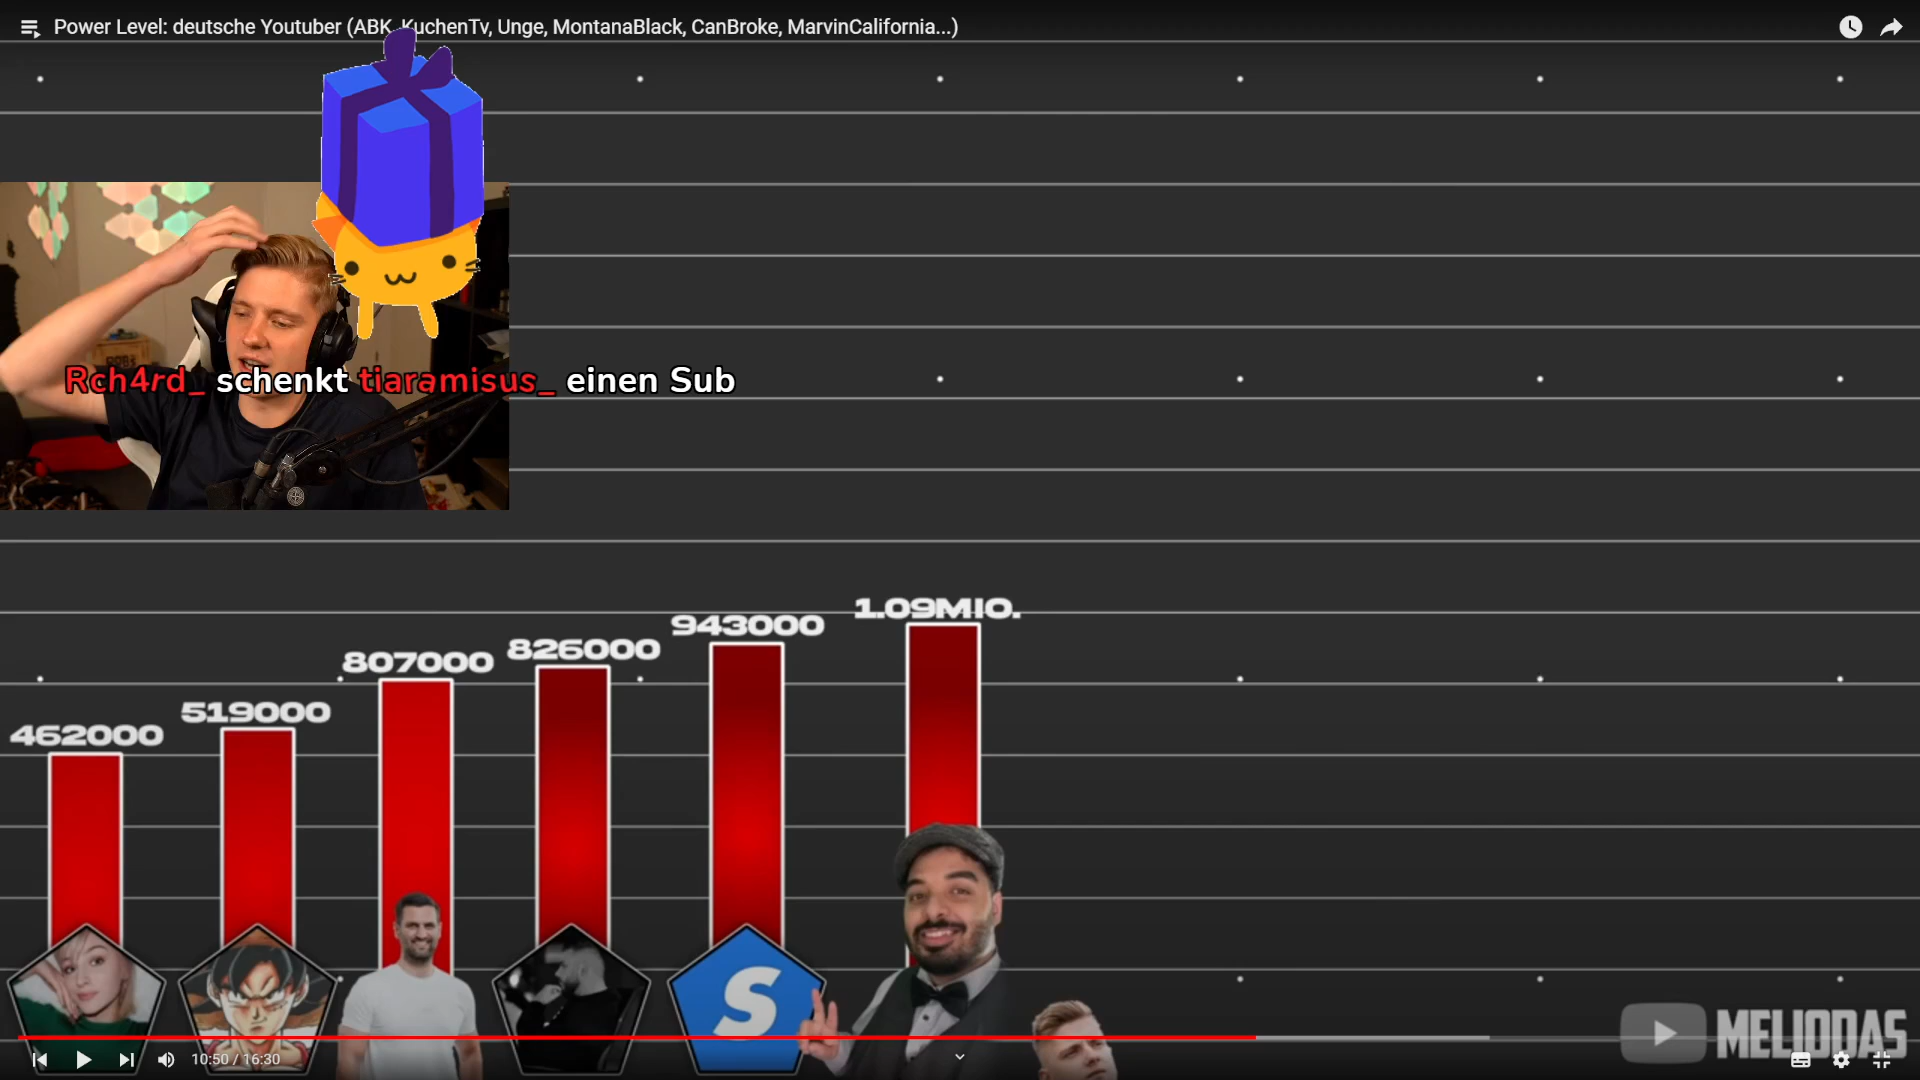 Power Level: deutsche Youtuber (ABK, KuchenTv, Unge, MontanaBlack, CanBroke, MarvinCalifornia...)
Rch4rd_ schenkt tiaramisus_ einen Sub
1.09MIO.
943000
826000
807000
519000
462000
S
MELIODAS
10:50 / 16:30